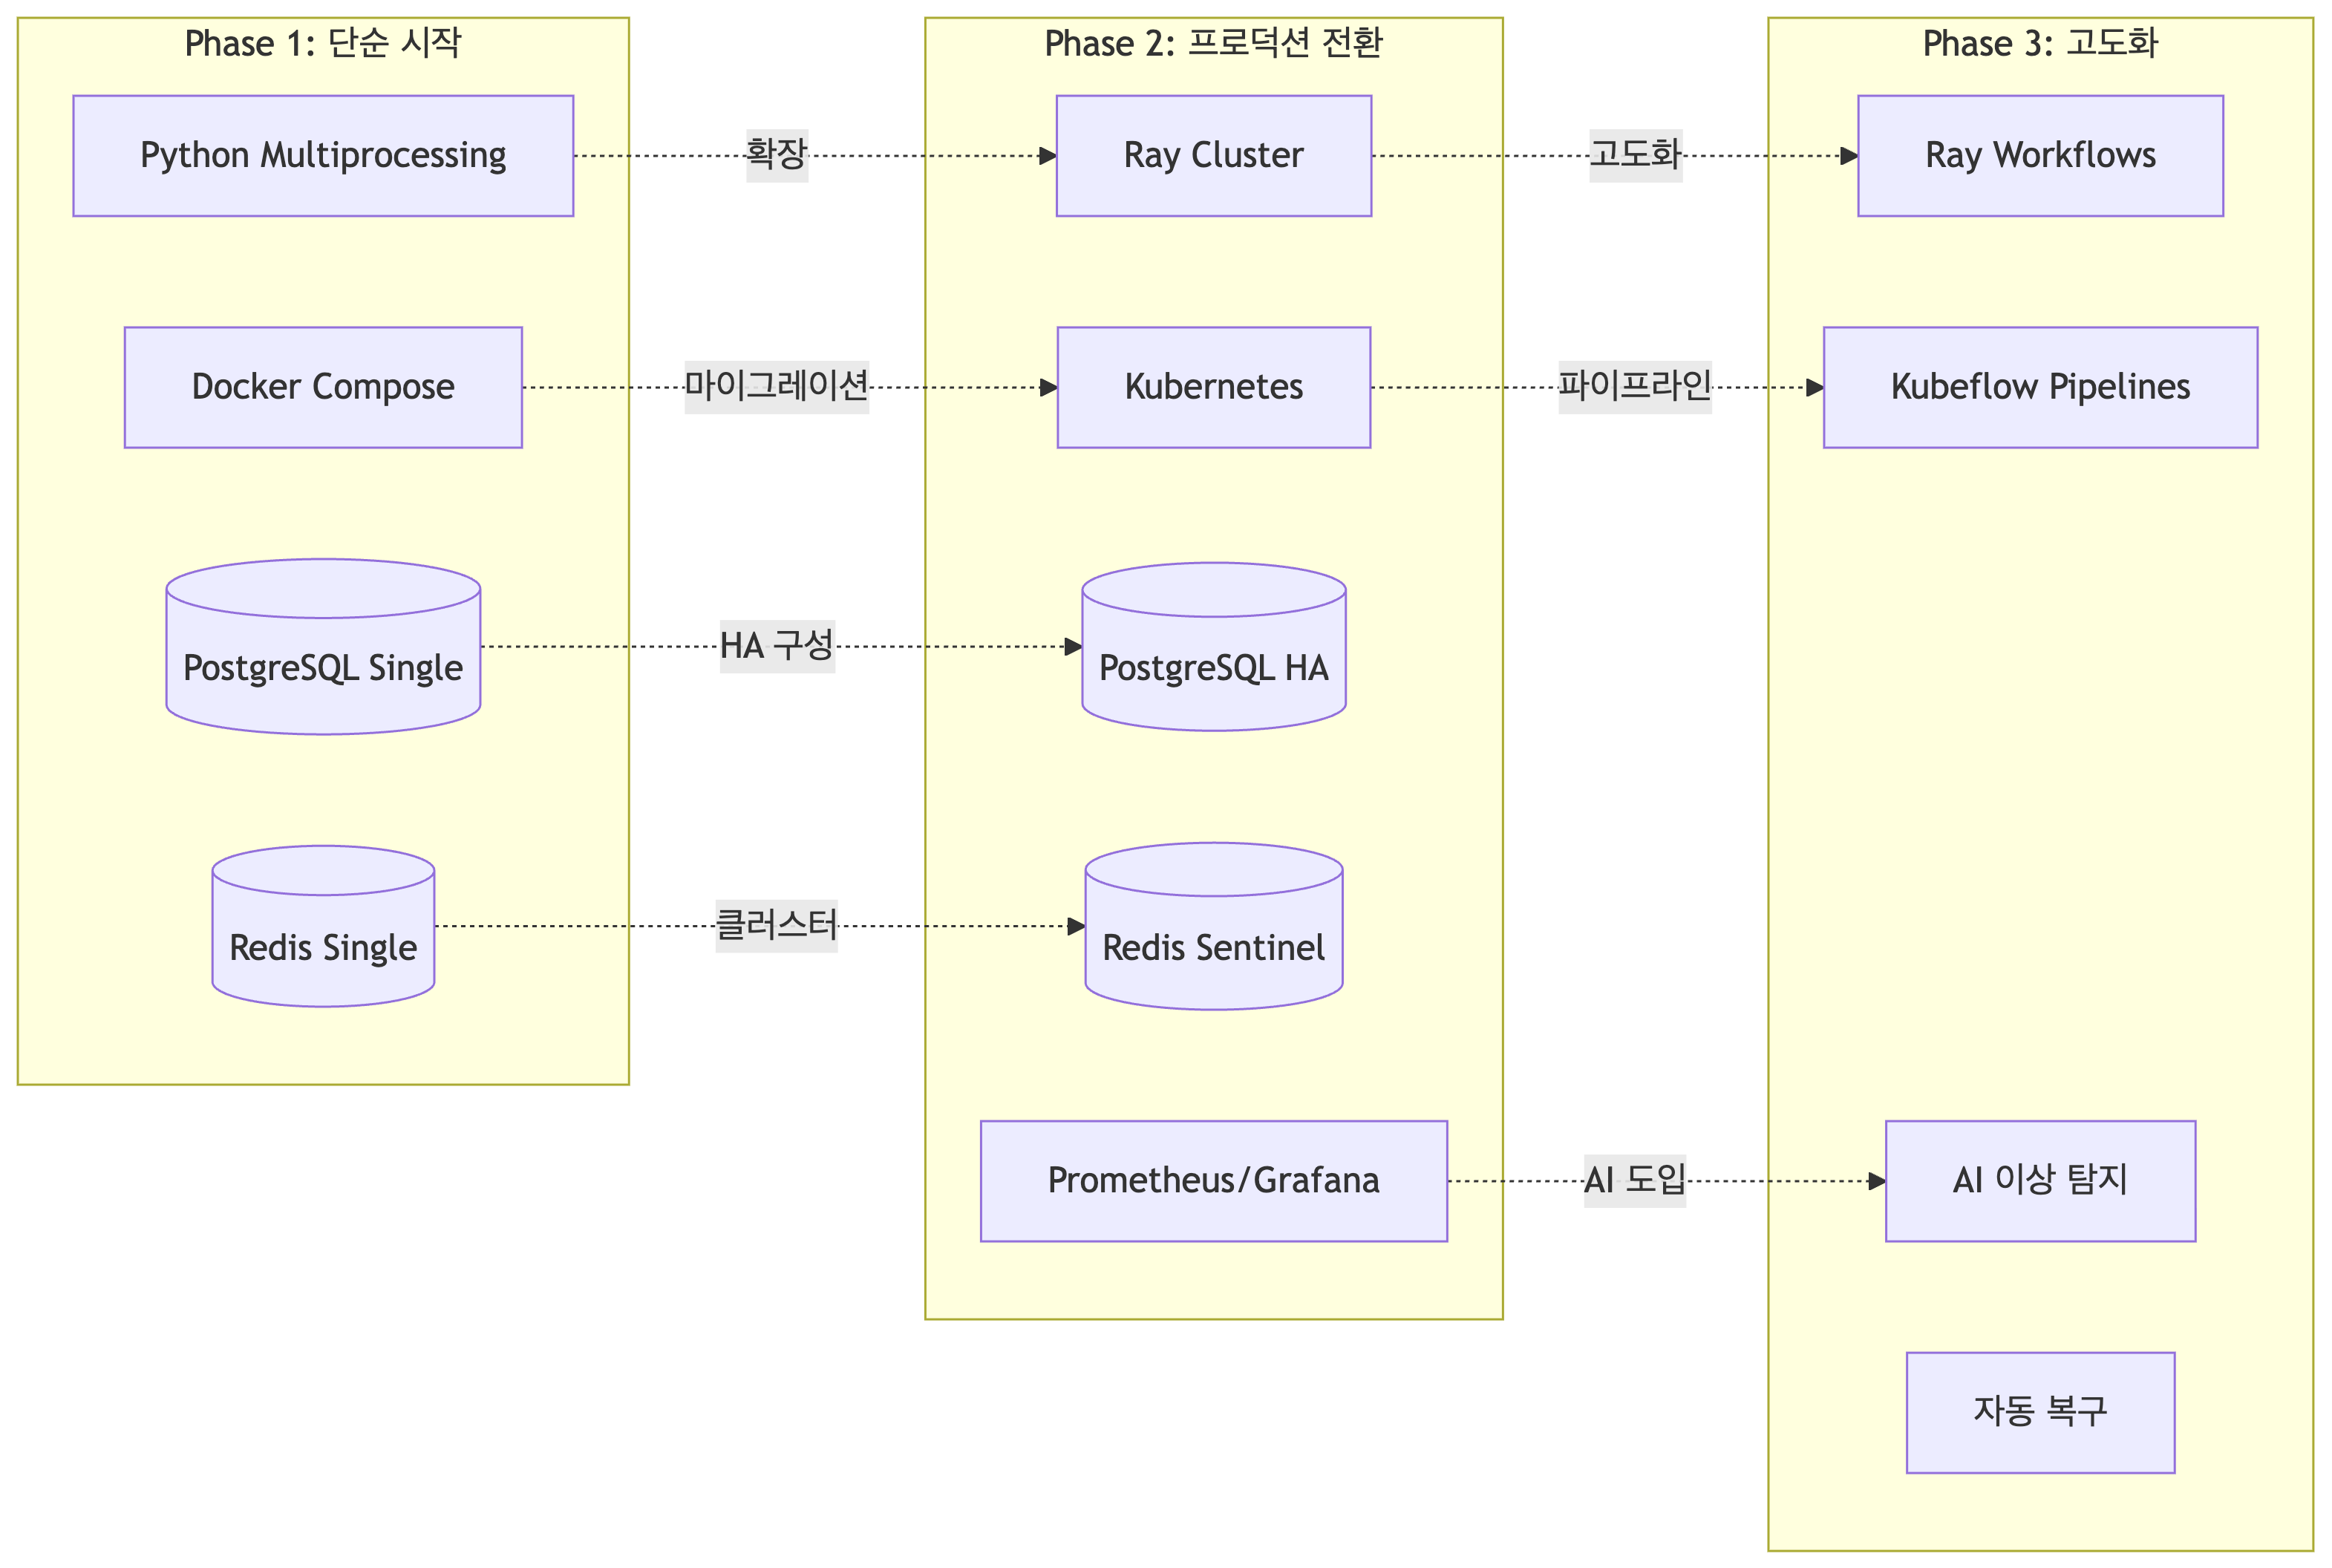 Phase 1: 단순 시작
Python Multiprocessing
Docker Compose
PostgreSQL Single
Redis Single
확장
마이그레이션
HA 구성
클러스터
Phase 2: 프로덕션 전환
Ray Cluster
Kubernetes
PostgreSQL HA
Redis Sentinel
Prometheus/Grafana
고도화
파이프라인
AI 도입
Phase 3: 고도화
Ray Workflows
Kubeflow Pipelines
AI 이상 탐지
자동 복구